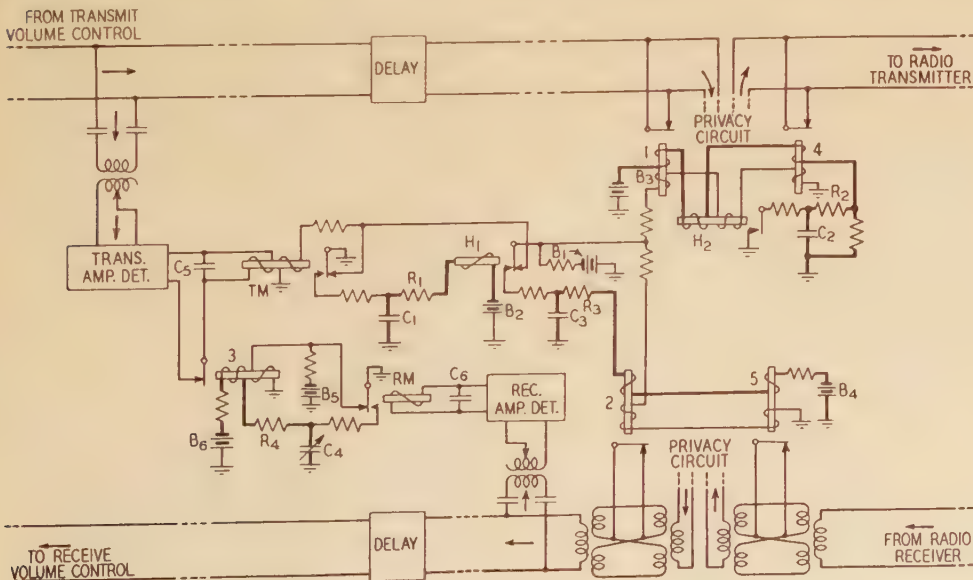 FROM TRANSMIT
VOLUME CONTROL
DELAY
TO RADIO
TRANSMITTER
PRIVACY
CIRCUIT
1
B3
4
R2
H2
C2
TRANS.
AMP. DET.
C5
TM
R1
H1
B1
C1
B2
C3
R3
3
B5
RM
C6
REC.
AMP. DET.
2
5
B4
B6
R4
C4
PRIVACY
CIRCUIT
TO RECEIVE
VOLUME CONTROL
DELAY
FROM RADIO
RECEIVER